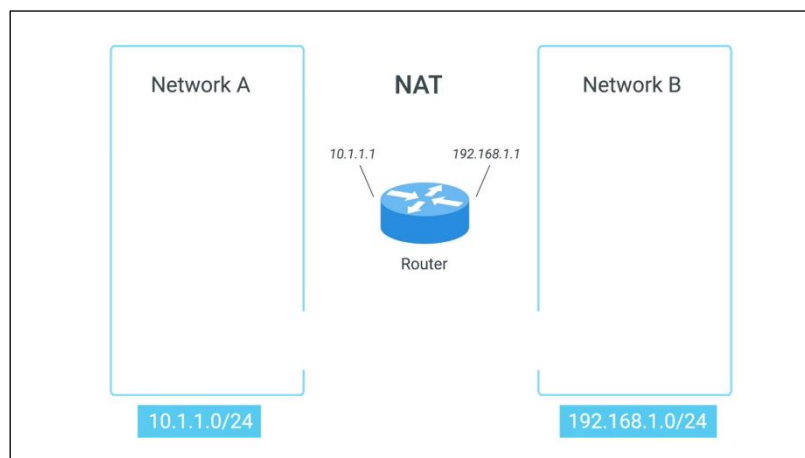 Network A
NAT
Network B
10.1.1.1
192.168.1.1
Router
10.1.1.0/24
192.168.1.0/24